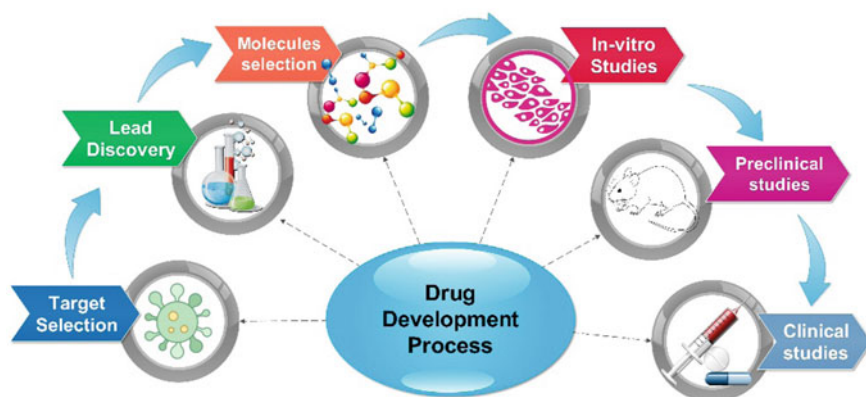 Target
Selection
Lead
Discovery
Molecules
selection
In-vitro
Studies
Preclinical
studies
Clinical
studies
Drug
Development
Process